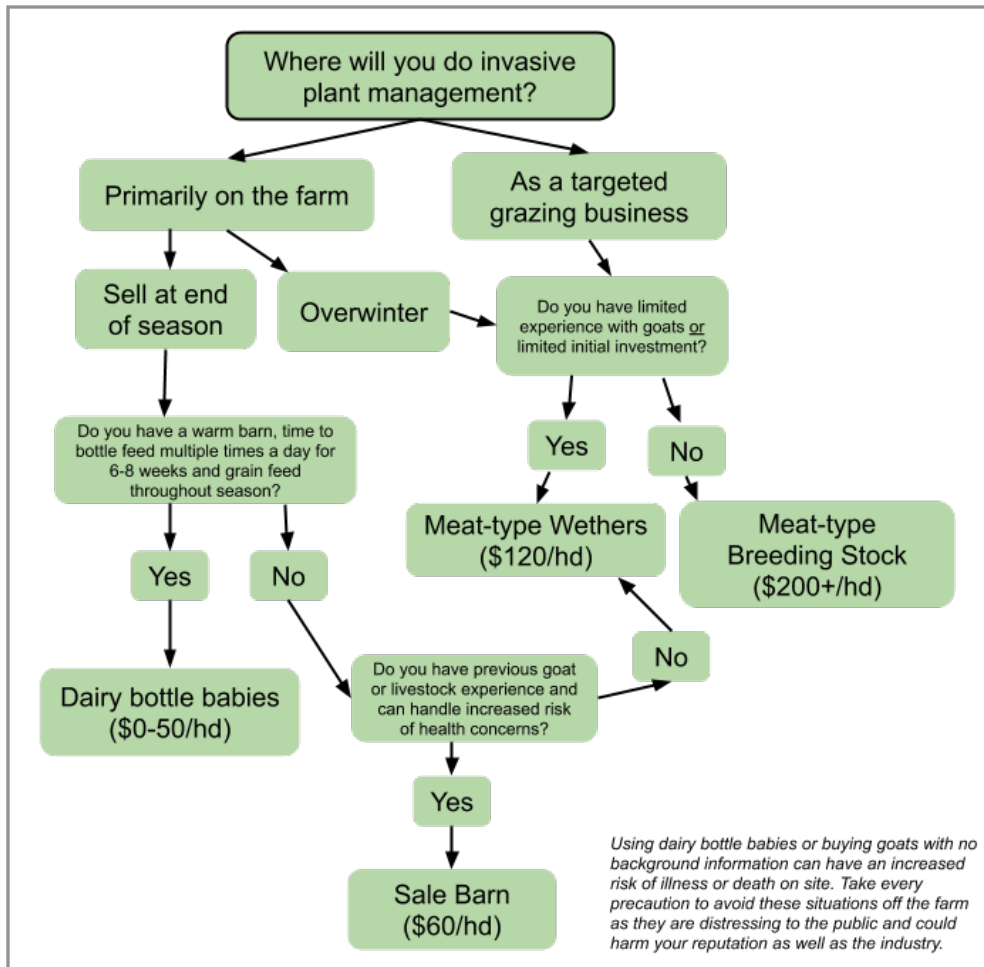 Where will you do invasive
plant management?
Primarily on the farm
As a targeted
grazing business
Sell at end
of season
Overwinter
Do you have limited
experience with goats or
limited initial investment?
Do you have a warm barn, time to
bottle feed multiple times a day for
6-8 weeks and grain feed
throughout season?
Yes
No
Meat-type Wethers
($120/hd)
Meat-type
Breeding Stock
($200+/hd)
Yes
No
No
Dairy bottle babies
($0-50/hd)
Do you have previous goat
or livestock experience and
can handle increased risk
of health concerns?
Yes
Sale Barn
($60/hd)
Using dairy bottle babies or buying goats with no
background information can have an increased
risk of illness or death on site. Take every
precaution to avoid these situations off the farm
as they are distressing to the public and could
harm your reputation as well as the industry.